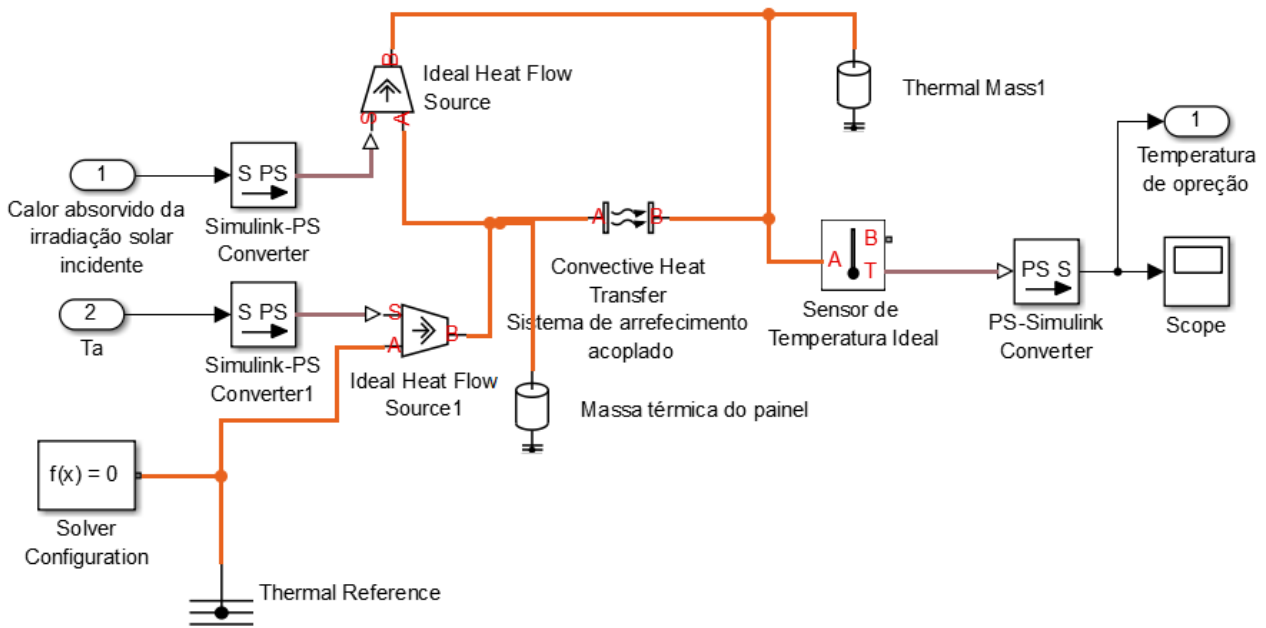 B
Ideal Heat Flow
Source
S
A
Thermal Mass1
1
Calor absorvido da
irradiação solar
incidente
S PS
Simulink-PS
Converter
A
B
Convective Heat
Transfer
Sistema de arrefecimento
acoplado
A
B
T
Sensor de
Temperatura Ideal
PS S
PS-Simulink
Converter
1
Temperatura
de opreção
Scope
2
Ta
S PS
Simulink-PS
Converter1
S
A
B
Ideal Heat Flow
Source1
Massa térmica do painel
f(x) = 0
Solver
Configuration
Thermal Reference